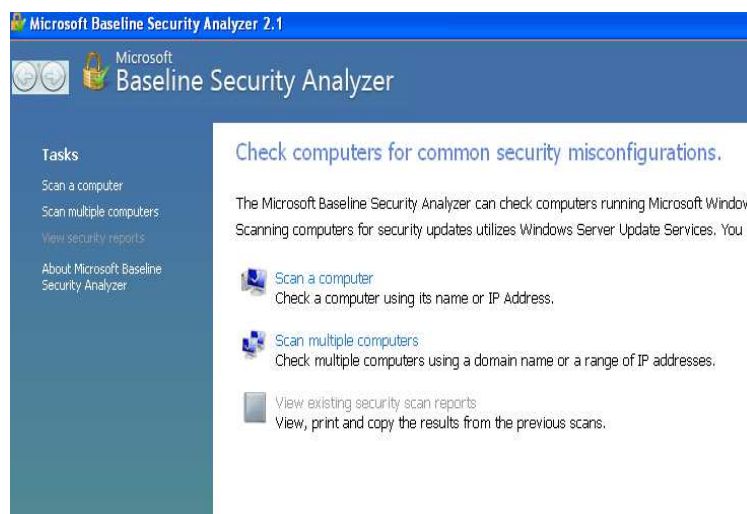 Microsoft Baseline Security Analyzer 2.1
Microsoft
Baseline Security Analyzer
Tasks
Scan a computer
Scan multiple computers
View security reports
About Microsoft Baseline
Security Analyzer
Check computers for common security misconfigurations.
The Microsoft Baseline Security Analyzer can check computers running Microsoft Window
Scanning computers for security updates utilizes Windows Server Update Services. You
Scan a computer
Check a computer using its name or IP Address.
Scan multiple computers
Check multiple computers using a domain name or a range of IP addresses.
View existing security scan reports
View, print and copy the results from the previous scans.